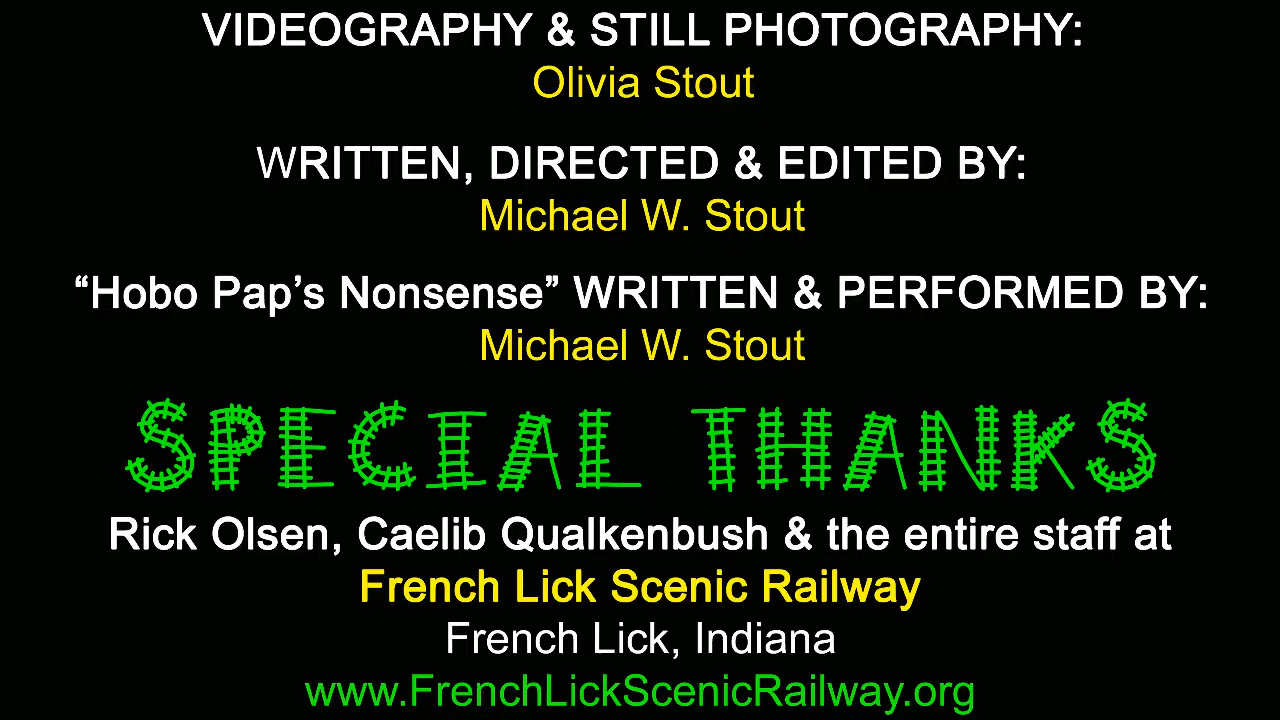 VIDEOGRAPHY & STILL PHOTOGRAPHY:
Olivia Stout
WRITTEN, DIRECTED & EDITED BY:
Michael W. Stout
“Hobo Pap’s Nonsense” WRITTEN & PERFORMED BY:
Michael W. Stout
SPECIAL THANKS
Rick Olsen, Caelib Qualkenbush & the entire staff at
French Lick Scenic Railway
French Lick, Indiana
www.FrenchLickScenicRailway.org